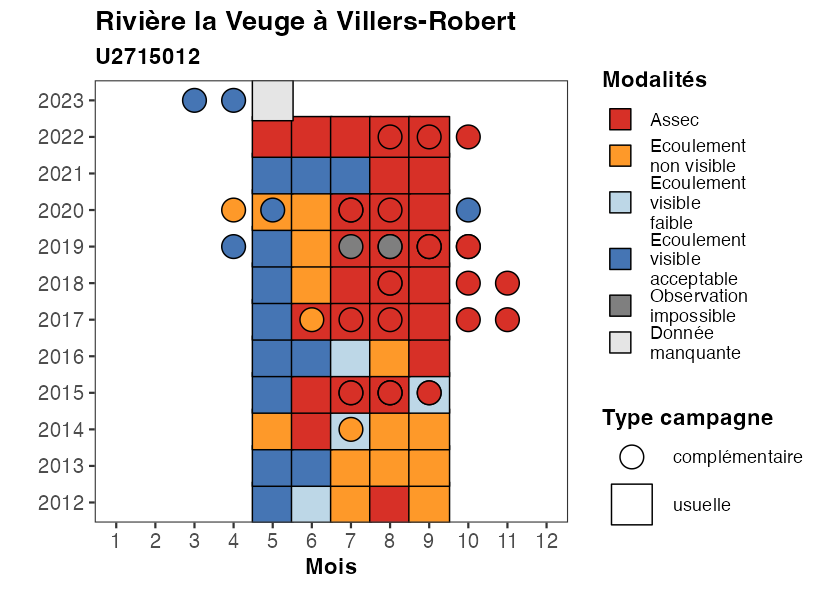 Rivière la Veuge à Villers-Robert
U2715012
2023
2022
2021
2020
2019
2018
2017
2016
2015
2014
2013
2012
1 2 3 4 5 6 7 8 9 10 11 12
Mois
Modalités
Assec
Ecoulement
non visible
Ecoulement
visible
faible
Ecoulement
visible
acceptable
Observation
impossible
Donnée
manquante
Type campagne
complémentaire
usuelle